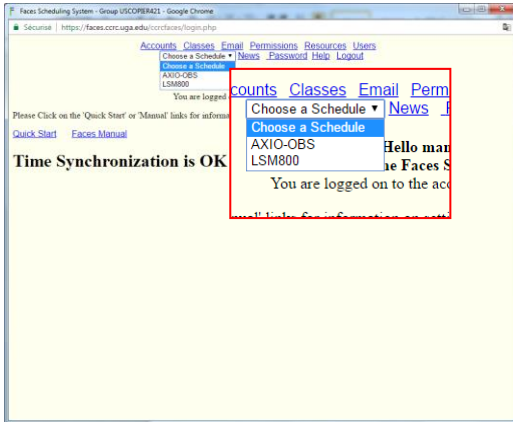 Faces Scheduling System - Group USCOPIER421 - Google Chrome
Sécurisé | https://faces.ccrc.uga.edu/ccrcfaces/login.php
Accounts Classes Email Permissions Resources Users
Choose a Schedule ▼ News Password Help Logout
Choose a Schedule
AXIO-OBS
LSM800
You are logged
Please Click on the 'Quick Start' or 'Manual' links for informa
Quick Start Faces Manual
Time Synchronization is OK
counts Classes Email Perm
Choose a Schedule ▼ News
Choose a Schedule
AXIO-OBS Hello man
LSM800 ne Faces S
You are logged on to the acc
nual' links for information on setti